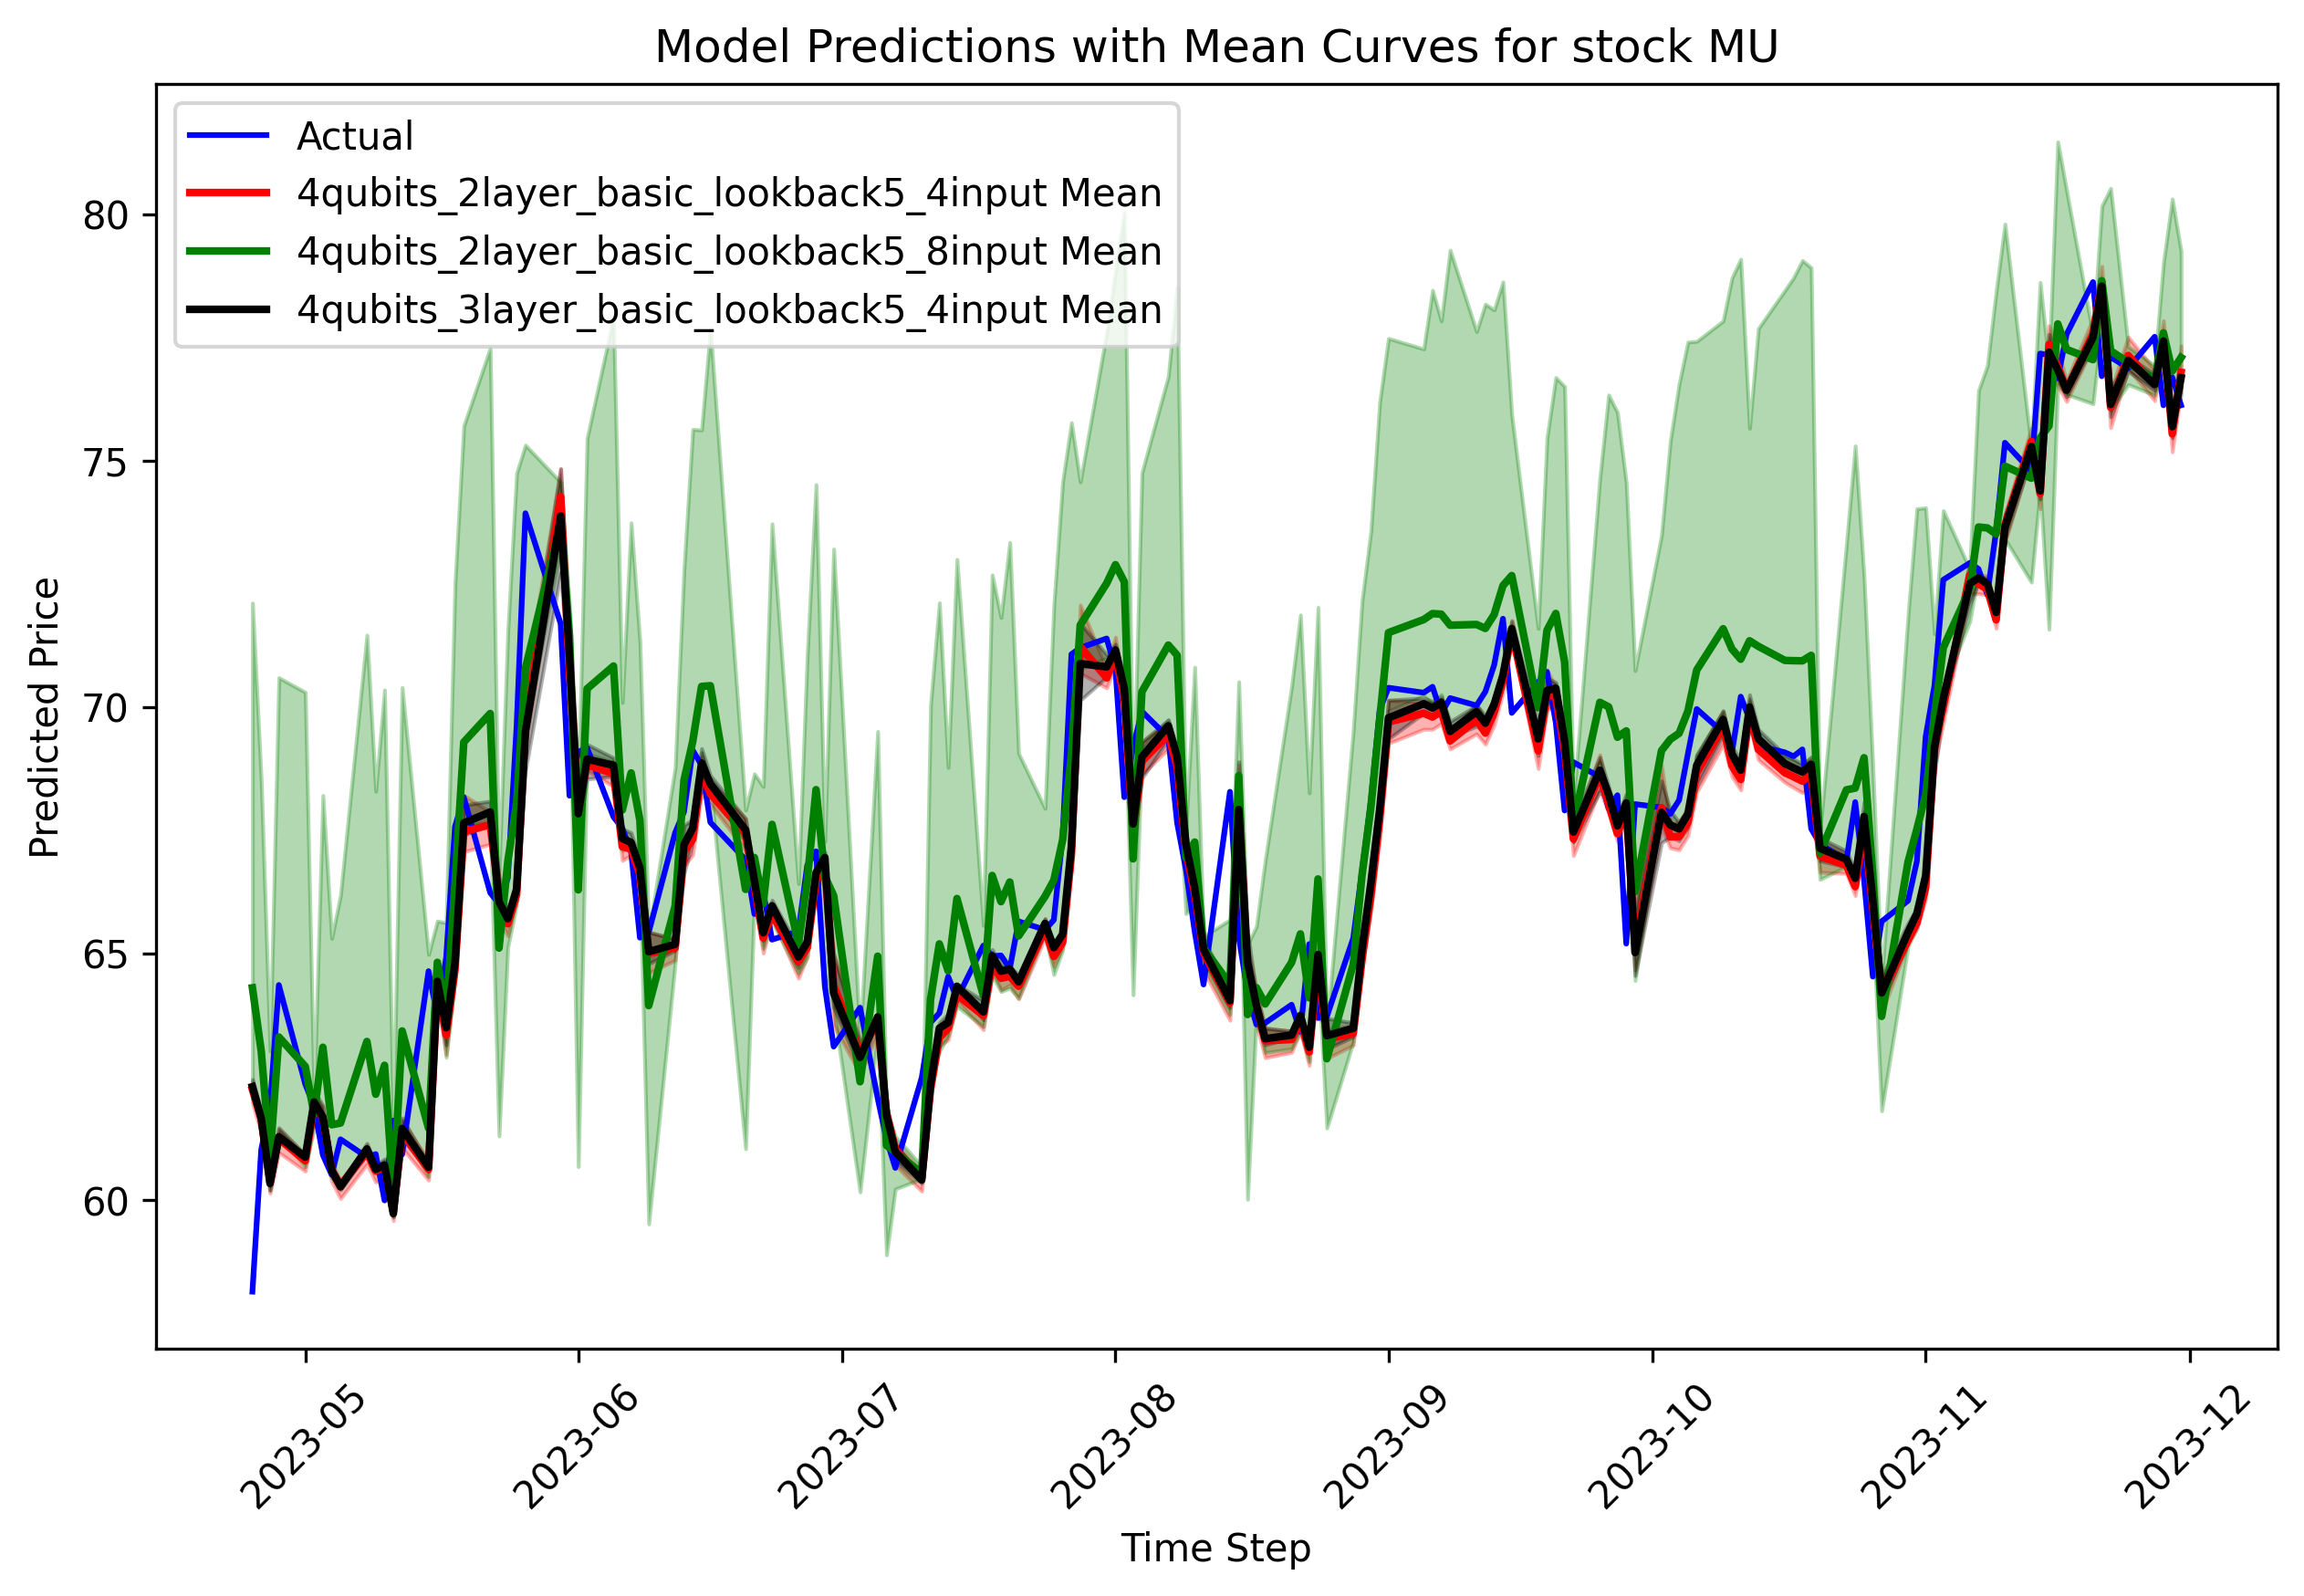 Model Predictions with Mean Curves for stock MU
Actual
4qubits_2layer_basic_lookback5_4input Mean
4qubits_2layer_basic_lookback5_8input Mean
4qubits_3layer_basic_lookback5_4input Mean
Predicted Price
80
75
70
65
60
2023-05
2023-06
2023-07
2023-08
2023-09
2023-10
2023-11
2023-12
Time Step